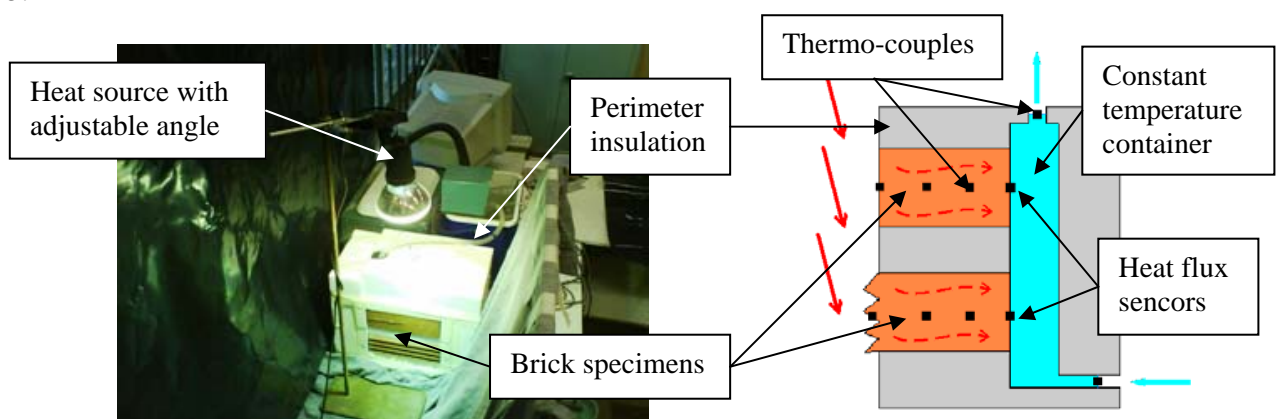 Heat source with
adjustable angle
Perimeter
insulation
Thermo-couples
Constant
temperature
container
Heat flux
sencors
Brick specimens